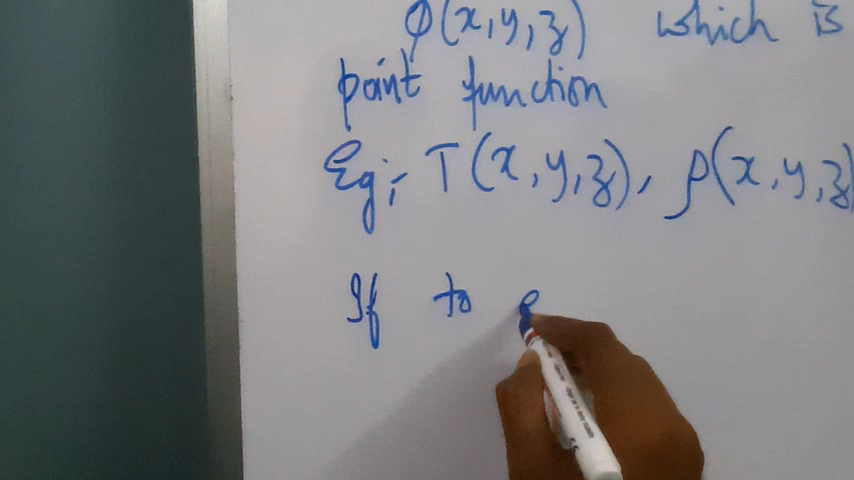 φ(x,y,z) which is
point function
Eg:- T(x,y,z), ρ(x,y,z)
If to e